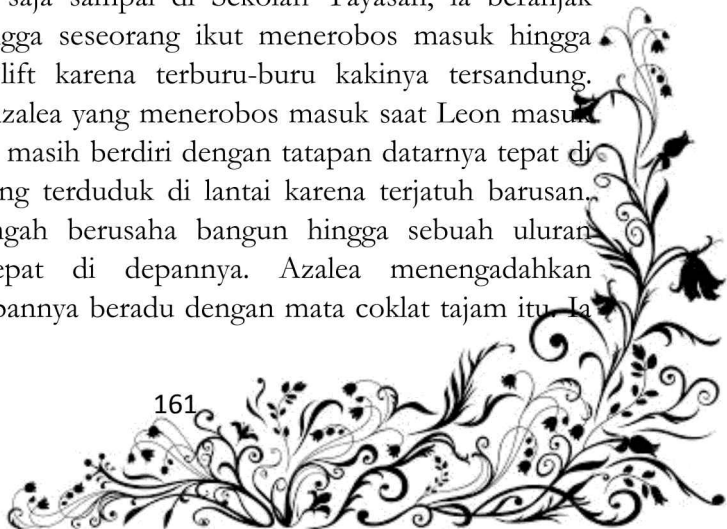 saja sampai di Sekolah Yayasan, ia beranjak
ngga seseorang ikut menerobos masuk hingga
lift karena terburu-buru kakinya tersandung.
zalea yang menerobos masuk saat Leon masuk
masih berdiri dengan tatapan datarnya tepat di
ng terduduk di lantai karena terjatuh barusan.
ngah berusaha bangun hingga sebuah uluran
epat di depannya. Azalea menengadahkan
pannya beradu dengan mata coklat tajam itu. Ia
161